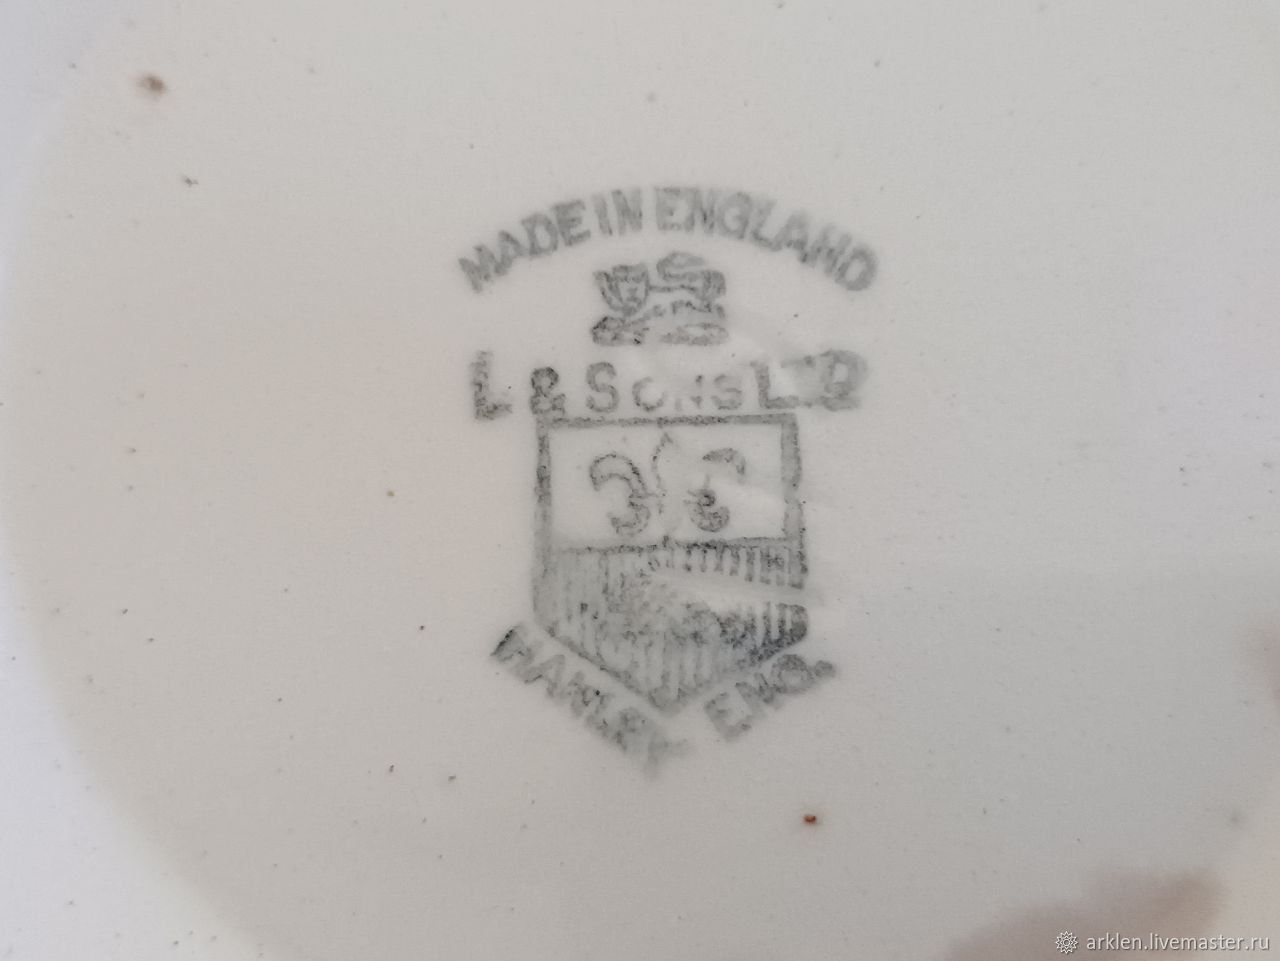 MADE IN ENGLAND
L & SONS LTD
HANLEY ENG.
arklen.livemaster.ru